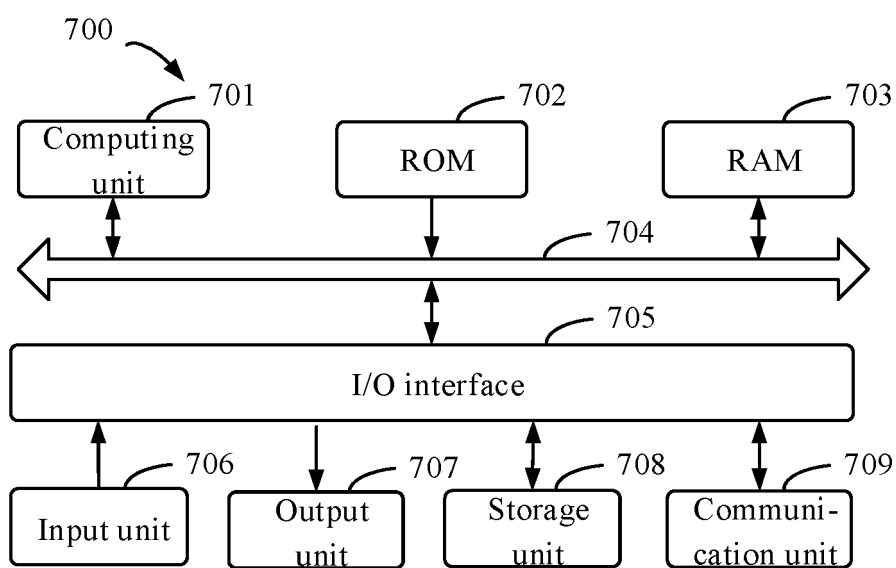 700
701
702
703
Computing
unit
ROM
RAM
704
705
I/O interface
706
707
708
709
Input unit
Output
unit
Storage
unit
Communi-
cation unit